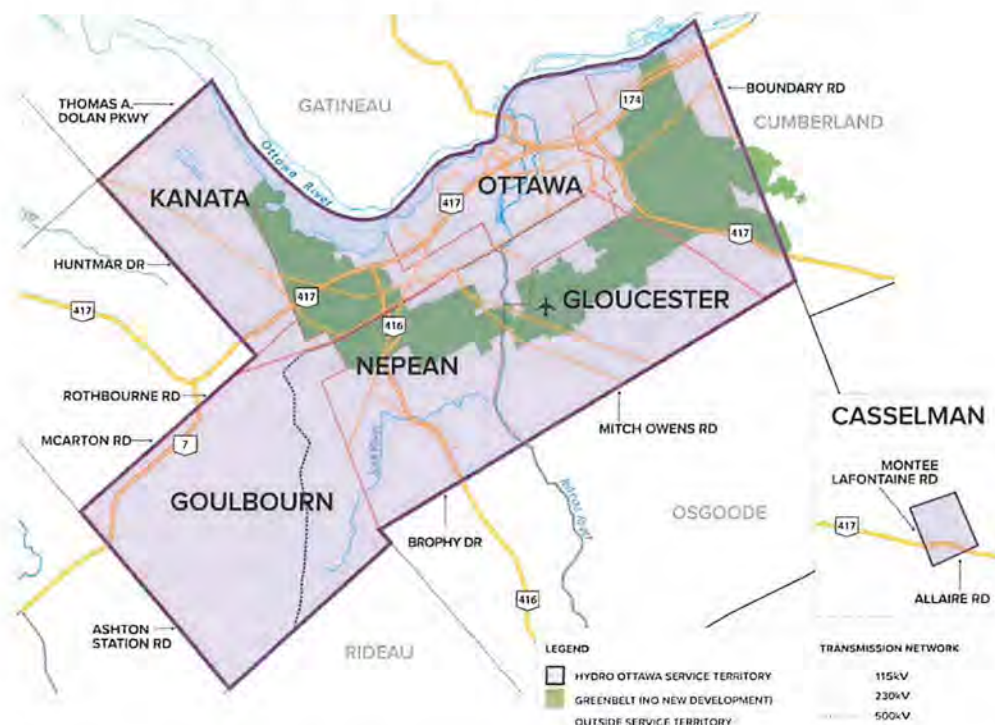 THOMAS A.
DOLAN PKWY
GATINEAU
BOUNDARY RD
174
CUMBERLAND
Ottawa River
KANATA
OTTAWA
417
417
HUNTMAR DR
417
417
416
GLOUCESTER
NEPEAN
ROTHBOURNE RD
MCARTON RD
7
MITCH OWENS RD
CASSELMAN
GOULBOURN
MONTEE
LAFONTAINE RD
OSGOODE
417
BROPHY DR
ALLAIRE RD
416
ASHTON
STATION RD
RIDEAU
LEGEND
HYDRO OTTAWA SERVICE TERRITORY
GREENBELT (NO NEW DEVELOPMENT)
OUTSIDE SERVICE TERRITORY
TRANSMISSION NETWORK
115kV
230kV
500kV